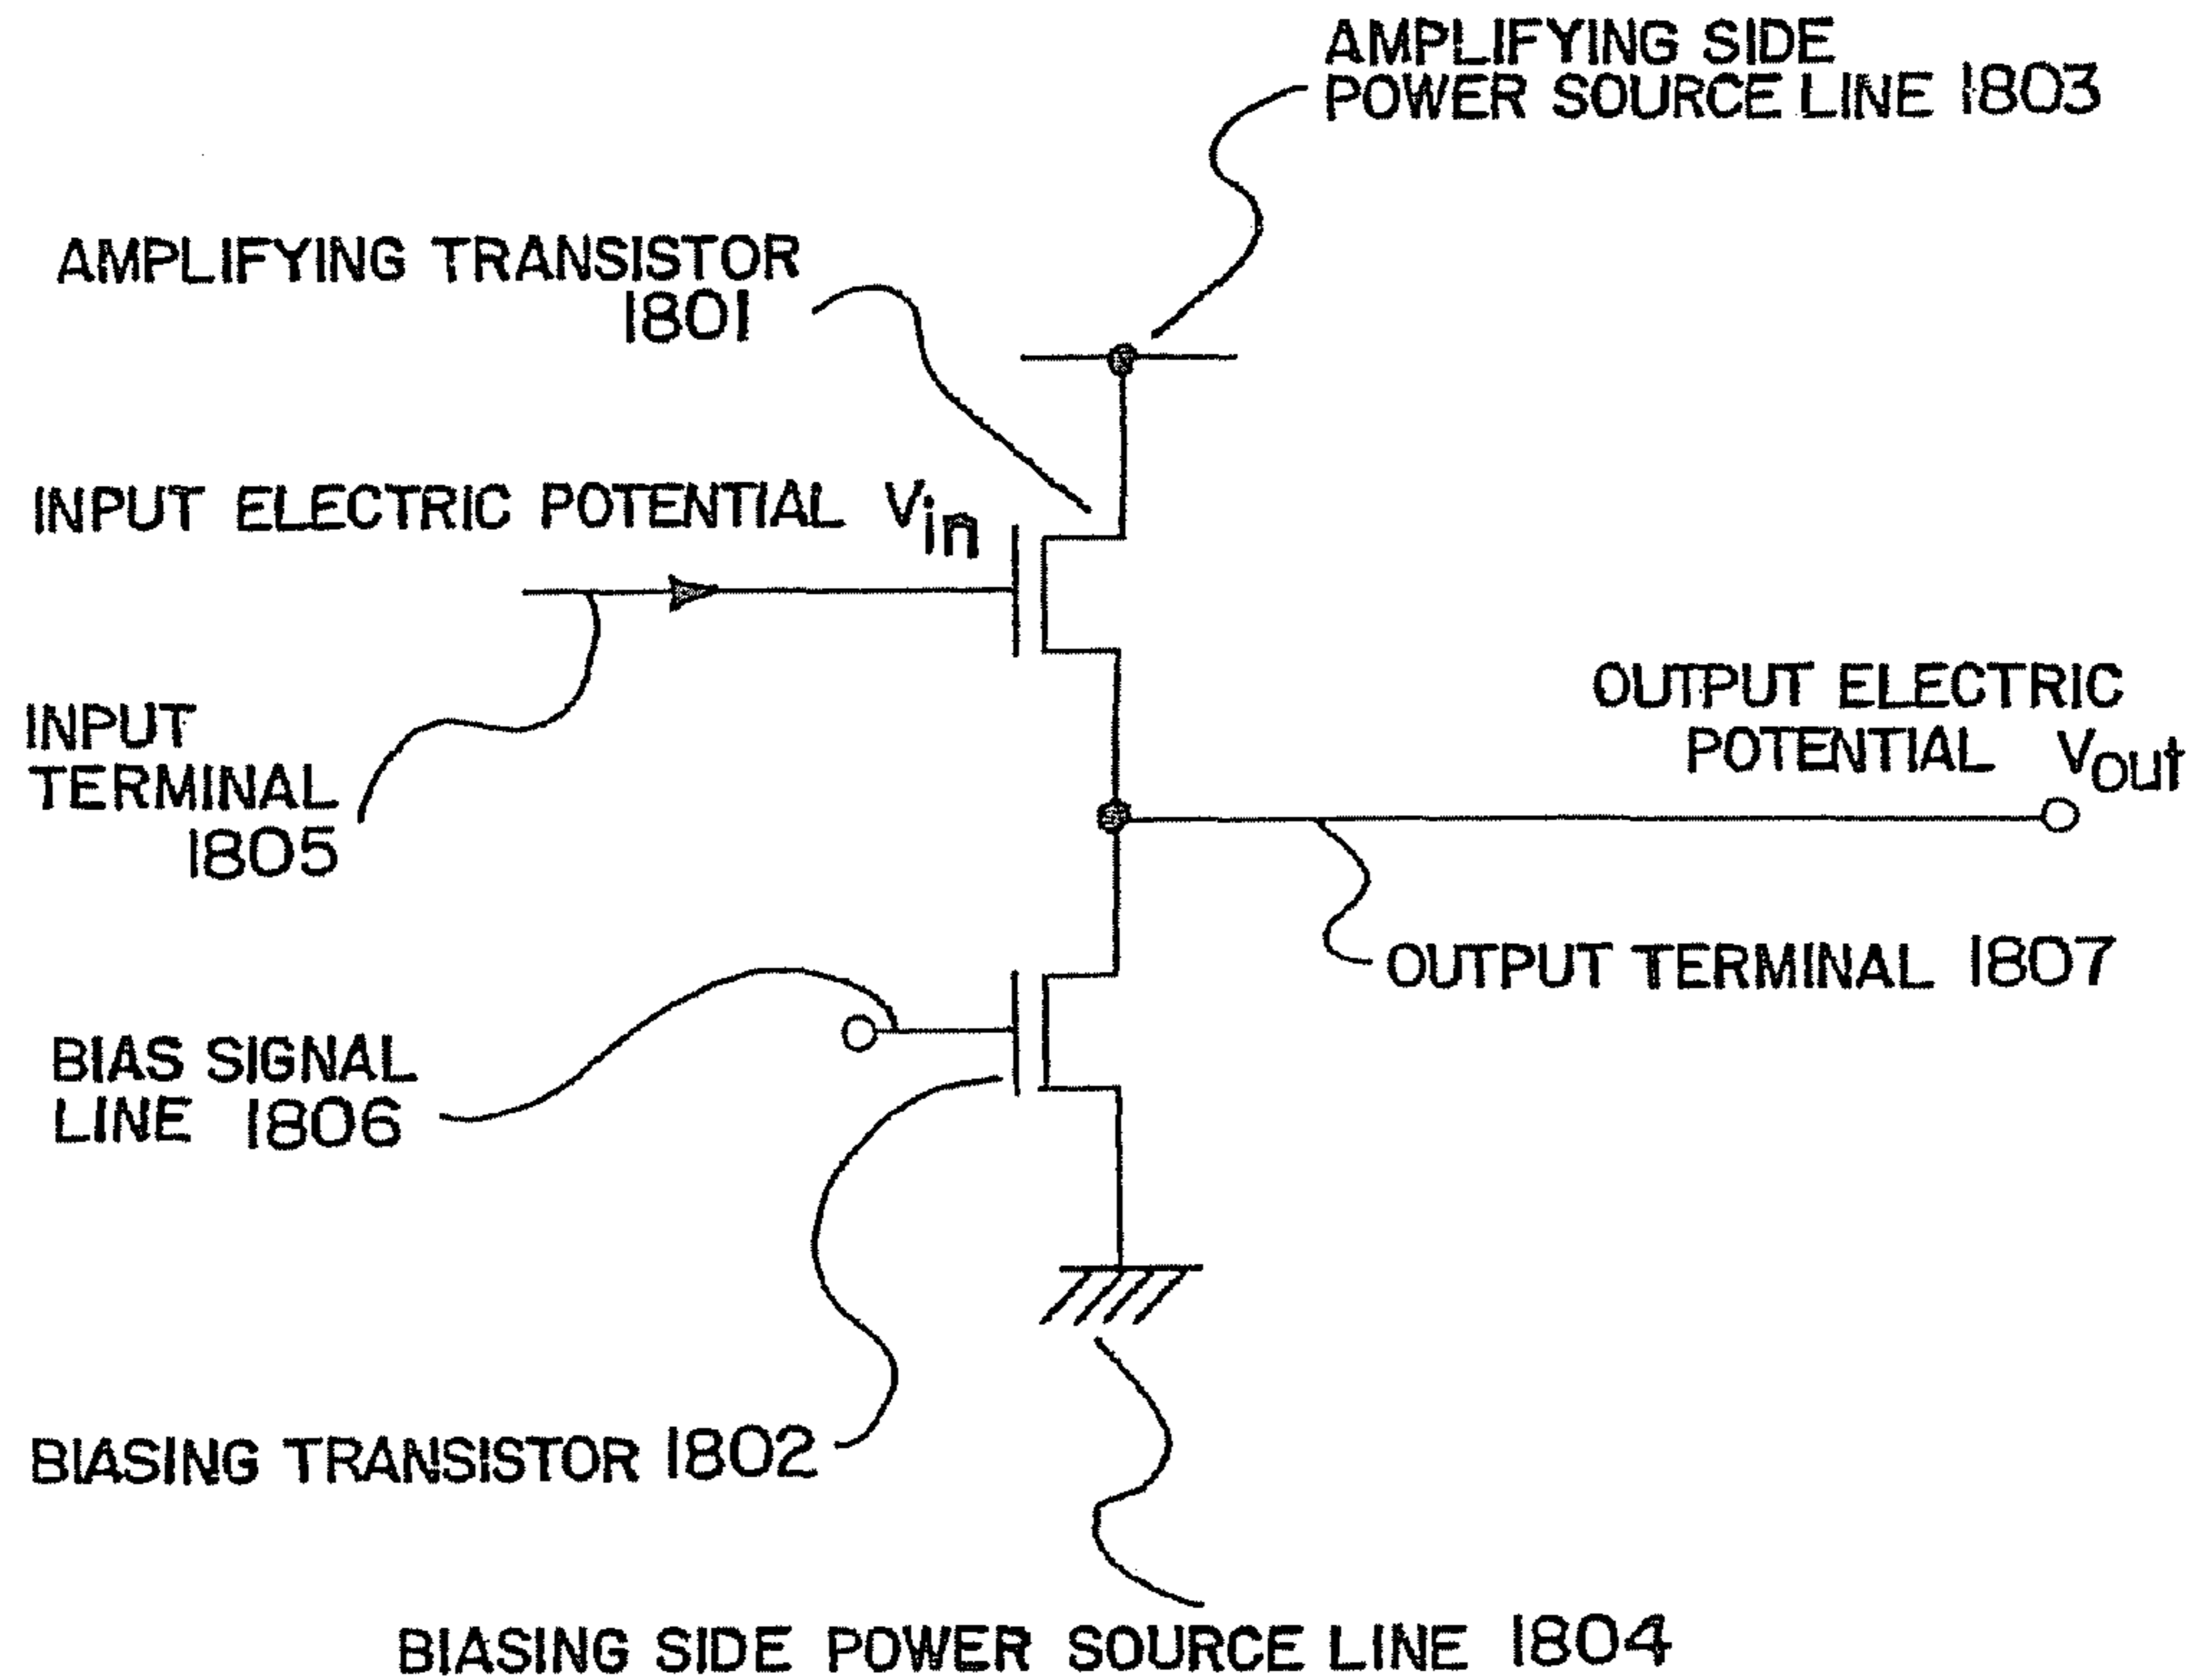 AMPLIFYING SIDE
POWER SOURCE LINE 1803
AMPLIFYING TRANSISTOR
1801
INPUT ELECTRIC POTENTIAL Vin
INPUT
TERMINAL
1805
OUTPUT ELECTRIC
POTENTIAL Vout
OUTPUT TERMINAL 1807
BIAS SIGNAL
LINE 1806
BIASING TRANSISTOR 1802
BIASING SIDE POWER SOURCE LINE 1804